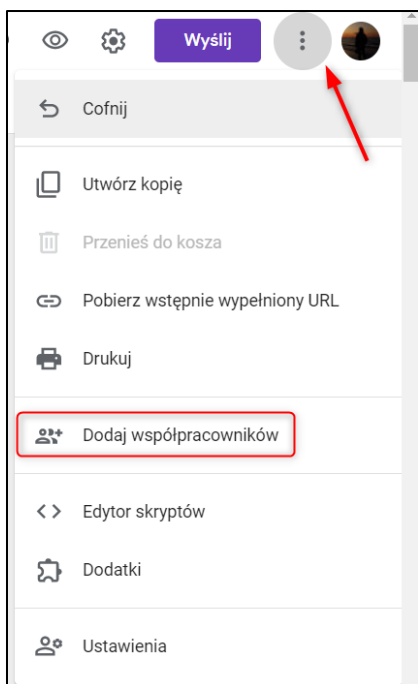 Wyślij
Cofnij
Utwórz kopię
Przenieś do kosza
Pobierz wstępnie wypełniony URL
Drukuj
Dodaj współpracowników
Edytor skryptów
Dodatki
Ustawienia